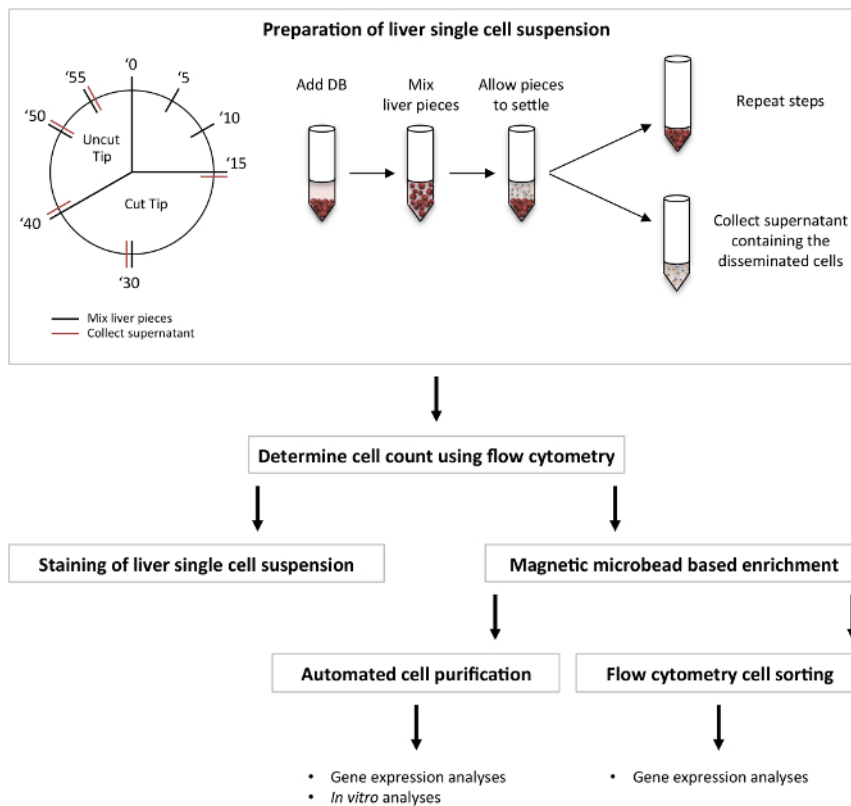 Preparation of liver single cell suspension
‘0
‘5
‘10
‘15
‘30
‘40
‘50
‘55
Uncut
Tip
Cut Tip
Mix liver pieces
Collect supernatant
Add DB
Mix
liver pieces
Allow pieces
to settle
Repeat steps
Collect supernatant
containing the
disseminated cells
Determine cell count using flow cytometry
Staining of liver single cell suspension
Magnetic microbead based enrichment
Automated cell purification
Flow cytometry cell sorting
• Gene expression analyses
• In vitro analyses
• Gene expression analyses